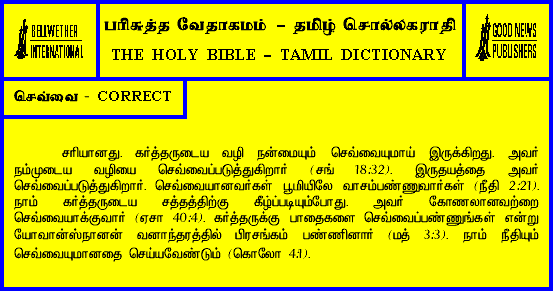 BELLWETHER
INTERNATIONAL
பரிசுத்த வேதாகமம் – தமிழ் சொல்லகராதி
THE HOLY BIBLE – TAMIL DICTIONARY
GOOD NEWS
PUBLISHERS
செவ்வை - CORRECT
சரியானது. கர்த்தருடைய வழி நன்மையும் செவ்வையுமாய் இருக்கிறது. அவர்
நம்முடைய வழியை செவ்வைப்படுத்துகிறார் (சங் 18:32). இருதயத்தை அவர்
செவ்வைப்படுத்துகிறார். செவ்வையானவர்கள் பூமியிலே வாசம்பண்ணுவார்கள் (நீதி 2:21).
நாம் கர்த்தருடைய சத்தத்திற்கு கீழ்ப்படியும்போது. அவர் கோணலானவற்றை
செவ்வையாக்குவார் (ஏசா 40:4). கர்த்தருக்கு பாதைகளை செவ்வைப்பண்ணுங்கள் என்று
யோவான்ஸ்நானன் வனாந்தரத்தில் பிரசங்கம் பண்ணினார் (மத் 3:3). நாம் நீதியும்
செவ்வையுமானதை செய்யவேண்டும் (கொலோ 4:1).